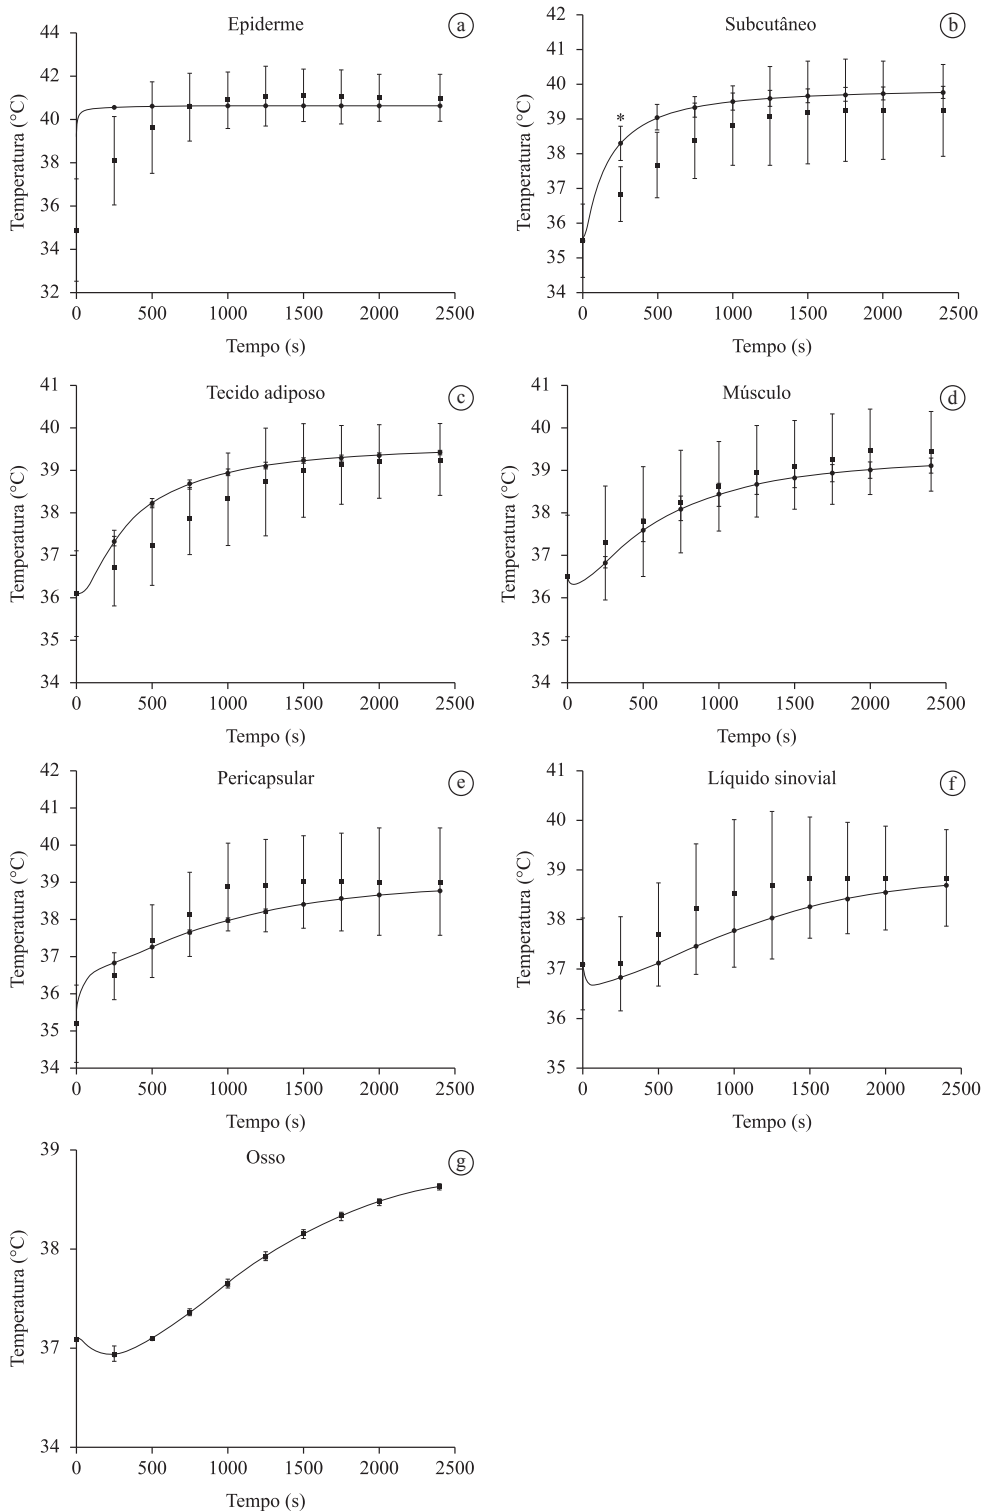 Epiderme
a
44
42
40
38
36
34
32
Temperatura (°C)
0 500 1000 1500 2000 2500
Tempo (s)
Subcutâneo
b
42
41
40
39
38
37
36
35
34
*
Temperatura (°C)
0 500 1000 1500 2000 2500
Tempo (s)
Tecido adiposo
c
41
40
39
38
37
36
35
34
Temperatura (°C)
0 500 1000 1500 2000 2500
Tempo (s)
Músculo
d
41
40
39
38
37
36
35
34
Temperatura (°C)
0 500 1000 1500 2000 2500
Tempo (s)
Pericapsular
e
42
41
40
39
38
37
36
35
34
Temperatura (°C)
0 500 1000 1500 2000 2500
Tempo (s)
Líquido sinovial
f
41
40
39
38
37
36
35
Temperatura (°C)
0 500 1000 1500 2000 2500
Tempo (s)
Osso
g
39
38
37
34
Temperatura (°C)
0 500 1000 1500 2000 2500
Tempo (s)